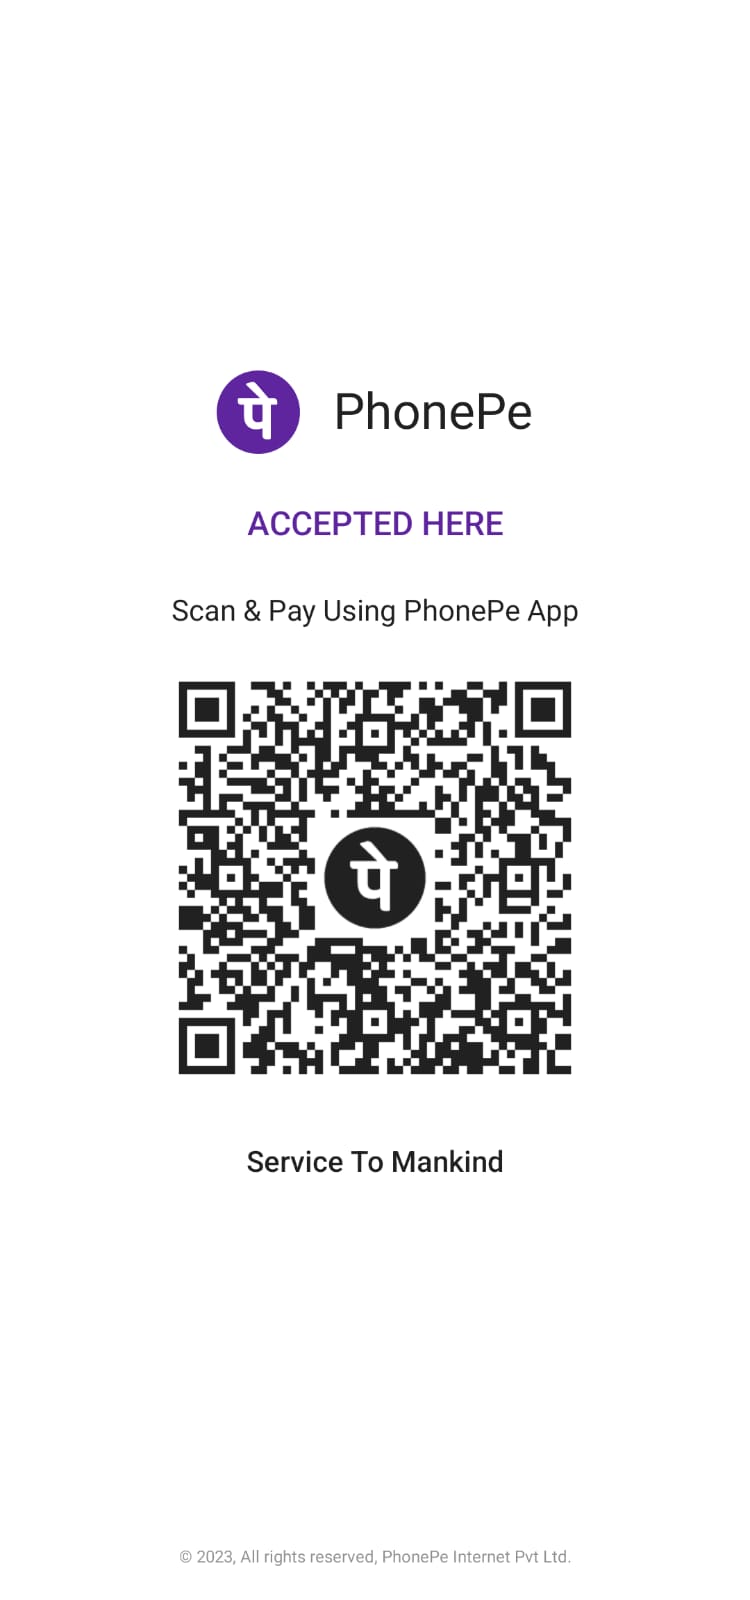 पे PhonePe
ACCEPTED HERE
Scan & Pay Using PhonePe App
पे
Service To Mankind
© 2023, All rights reserved, PhonePe Internet Pvt Ltd.